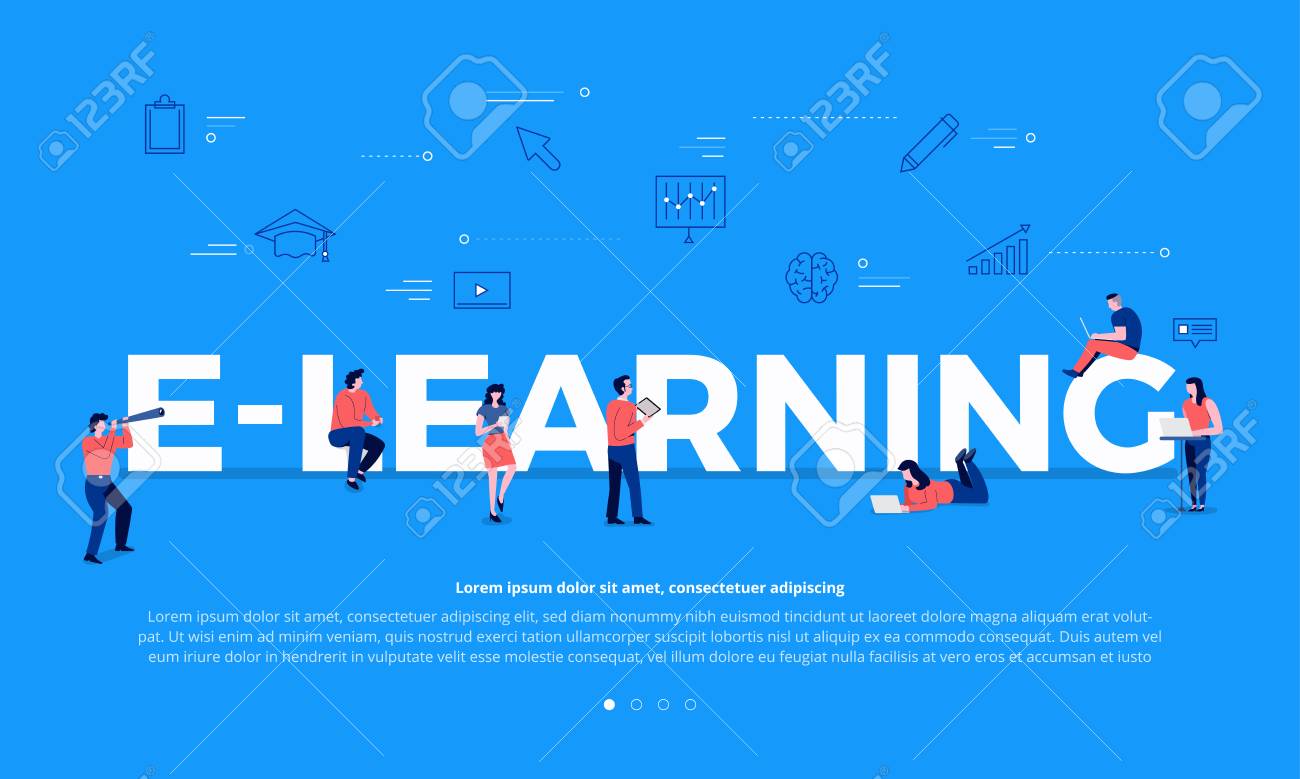 E-LEARNING
Lorem ipsum dolor sit amet, consectetuer adipiscing
Lorem ipsum dolor sit amet, consectetuer adipiscing elit, sed diam nonummy nibh euismod tincidunt ut laoreet dolore magna aliquam erat volut-
pat. Ut wisi enim ad minim veniam, quis nostrud exerci tation ullamcorper suscipit lobortis nisl ut aliquip ex ea commodo consequat. Duis autem vel
eum iriure dolor in hendrerit in vulputate velit esse molestie consequat, vel illum dolore eu feugiat nulla facilisis at vero eros et accumsan et iusto
123RF
123RF
123RF
123RF